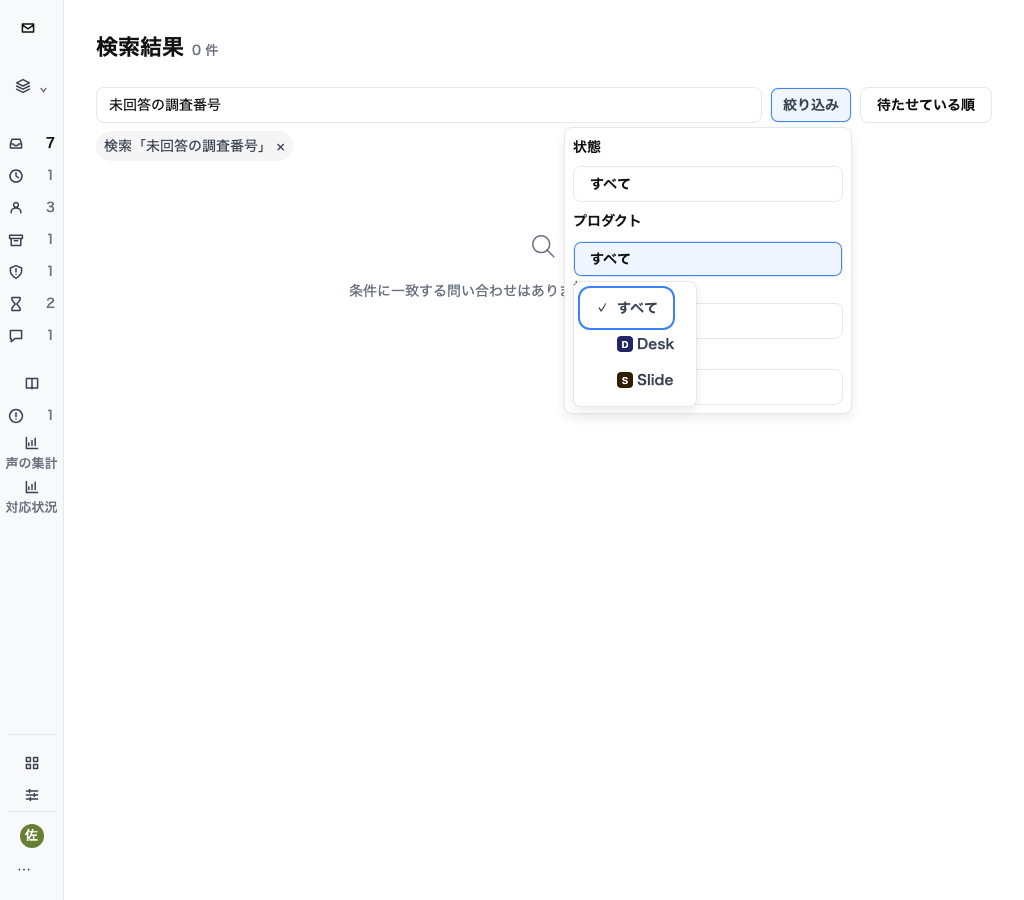 検索結果 0 件
未回答の調査番号
絞り込み
待たせている順
検索「未回答の調査番号」 ×
状態
すべて
プロダクト
すべて
✓ すべて
D Desk
S Slide
条件に一致する問い合わせはありま
7
1
3
1
1
2
1
1
声の集計
対応状況
佐
…